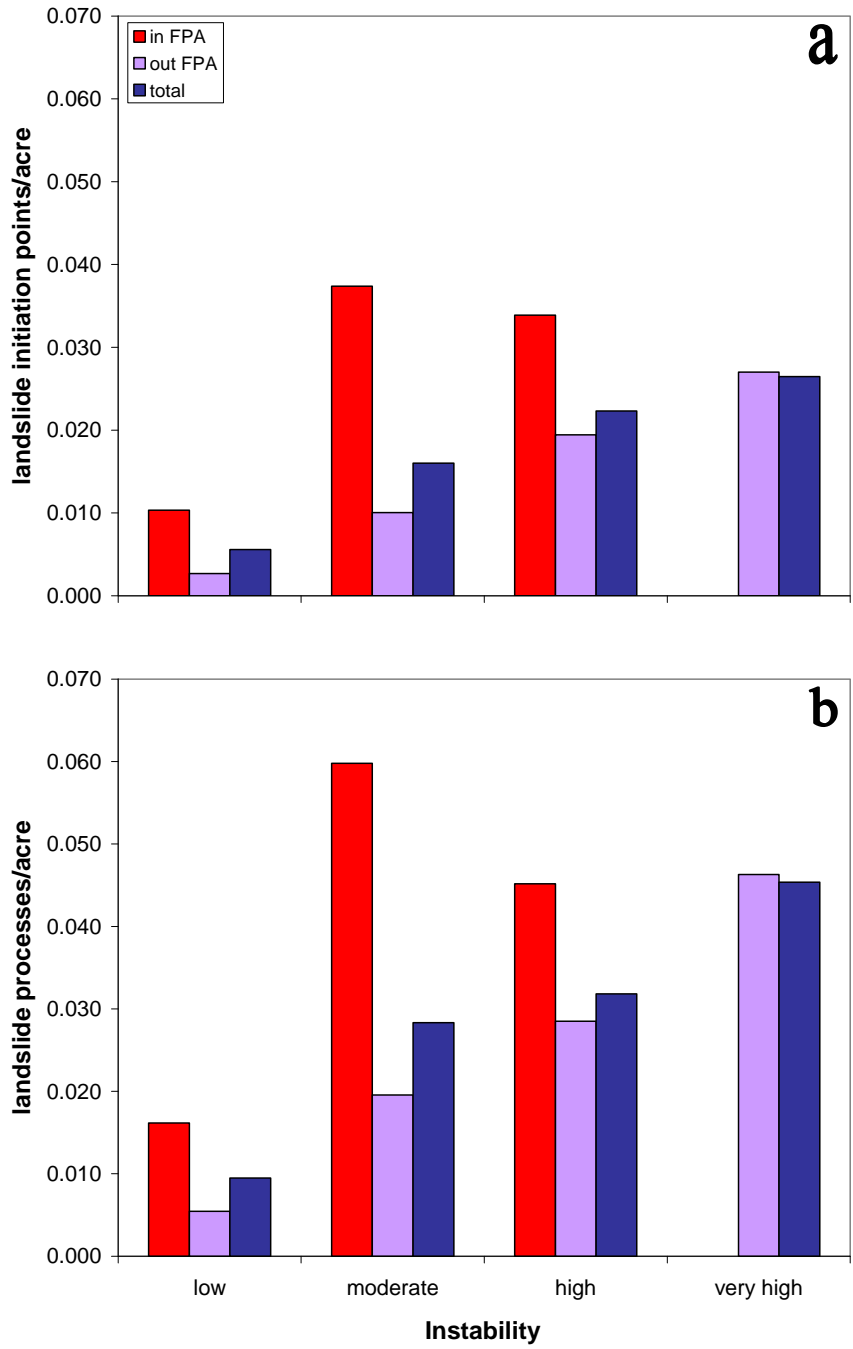 a
in FPA
out FPA
total
landslide initiation points/acre
0.070
0.060
0.050
0.040
0.030
0.020
0.010
0.000
b
landslide processes/acre
0.070
0.060
0.050
0.040
0.030
0.020
0.010
0.000
low moderate high very high
Instability